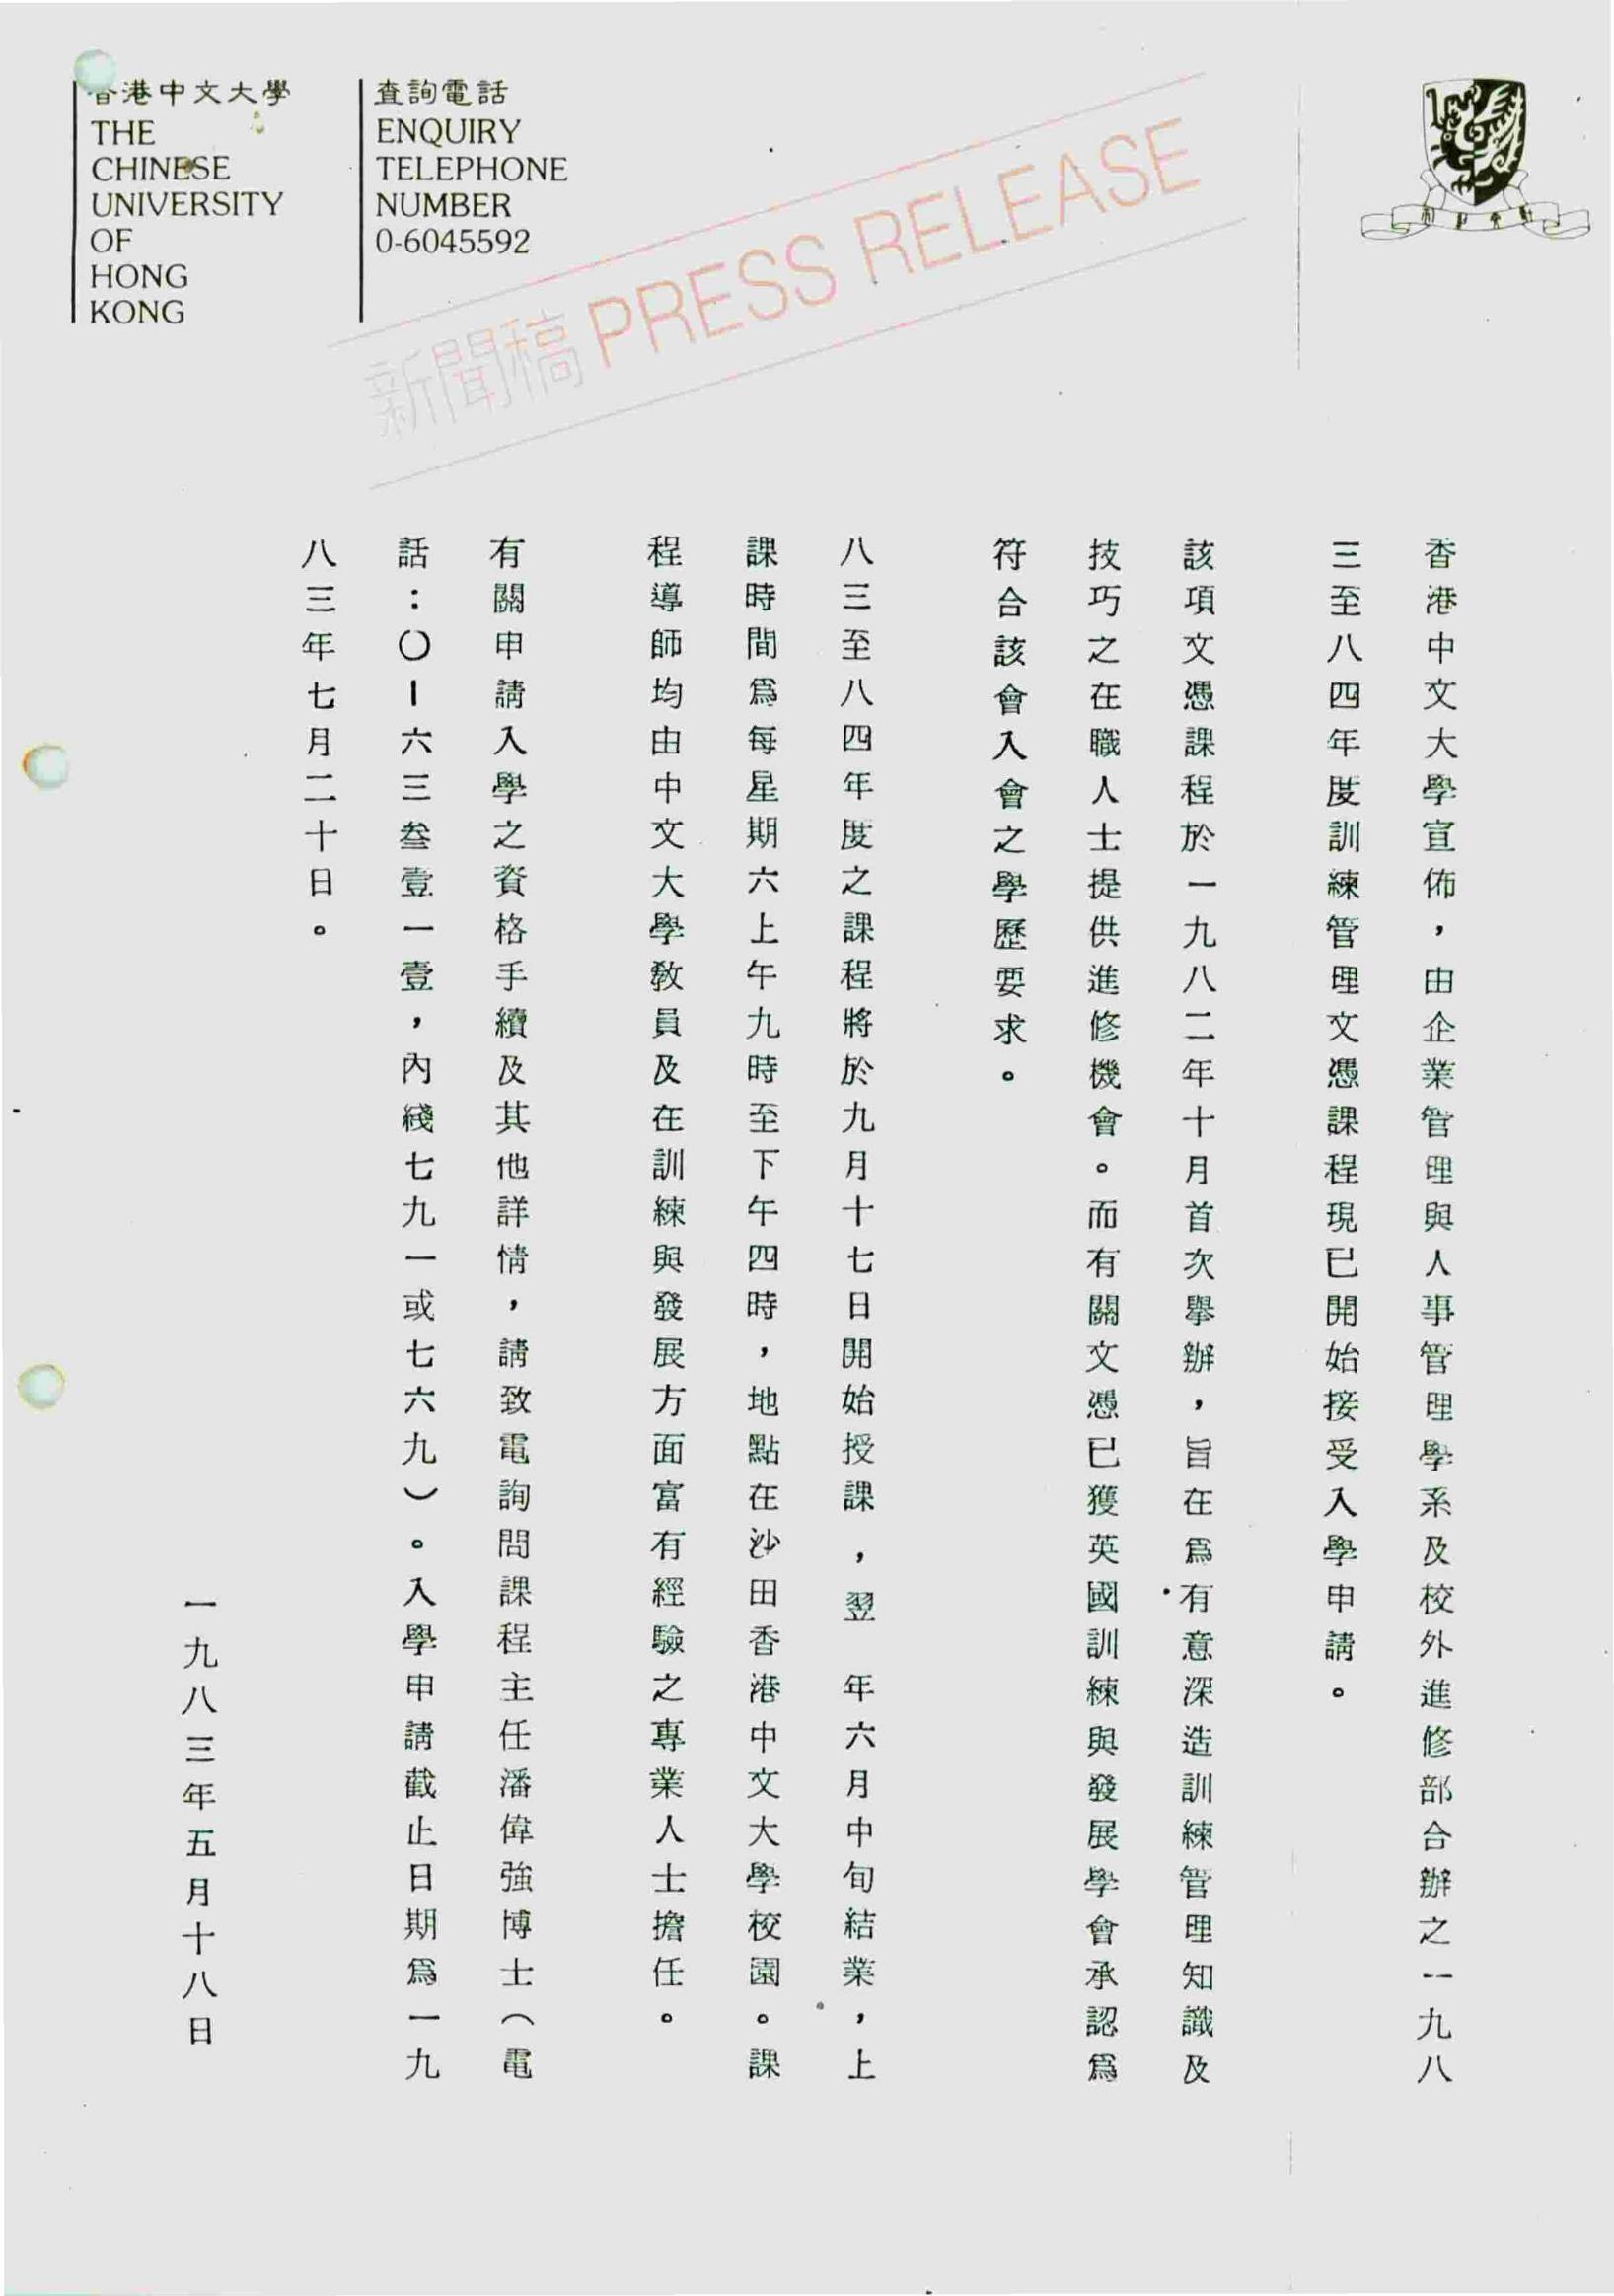 香港中文大學
THE
CHINESE
UNIVERSITY
OF
HONG
KONG
查詢電話
ENQUIRY
TELEPHONE
NUMBER
0-6045592
新聞稿 PRESS RELEASE
香港中文大學宣佈，由企業管理與人事管理學系及校外進修部合辦之一九八
三至八四年度訓練管理文憑課程現已開始接受入學申請。
該項文憑課程於一九八二年十月首次舉辦，旨在為有意深造訓練管理知識及
技巧之在職人士提供進修機會。而有關文憑已獲英國訓練與發展學會承認為
符合該會入會之學歷要求。
八三至八四年度之課程將於九月十七日開始授課，翌 年六月中旬結業，上
課時間為每星期六上午九時至下午四時，地點在沙田香港中文大學校園。課
程導師均由中文大學教員及在訓練與發展方面富有經驗之專業人士擔任。
有關申請入學之資格手續及其他詳情，請致電詢問課程主任潘偉強博士（電
話：〇－六三叁壹一壹，內綫七九一或七六九）。入學申請截止日期為一九
八三年七月二十日。
一九八三年五月十八日